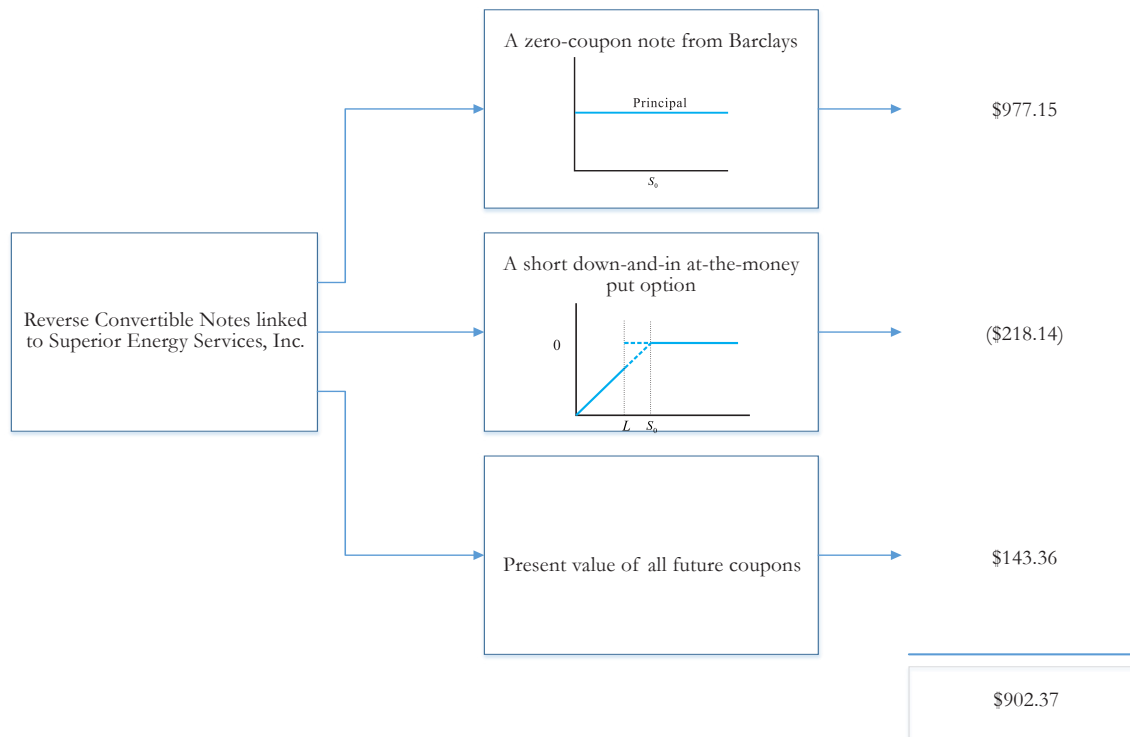 A zero-coupon note from Barclays
Principal
S₀
$977.15
Reverse Convertible Notes linked
to Superior Energy Services, Inc.
A short down-and-in at-the-money
put option
0
L S₀
($218.14)
Present value of all future coupons
$143.36
$902.37